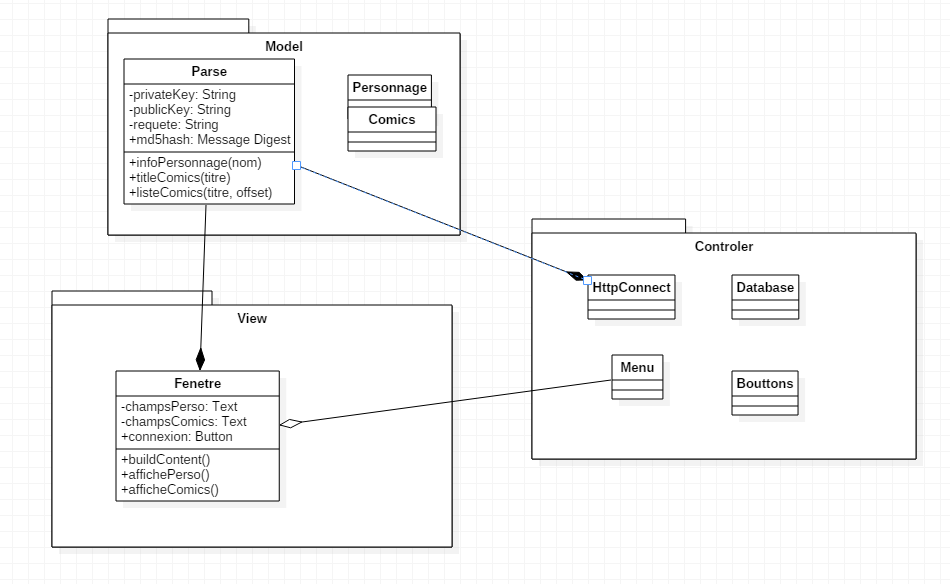 Model
Parse
-privateKey: String
-publicKey: String
-requete: String
+md5hash: Message Digest
+infoPersonnage(nom)
+titleComics(titre)
+listeComics(titre, offset)
Personnage
Comics
Controler
HttpConnect
Database
Menu
Bouttons
View
Fenetre
-champsPerso: Text
-champsComics: Text
+connexion: Button
+buildContent()
+affichePerso()
+afficheComics()